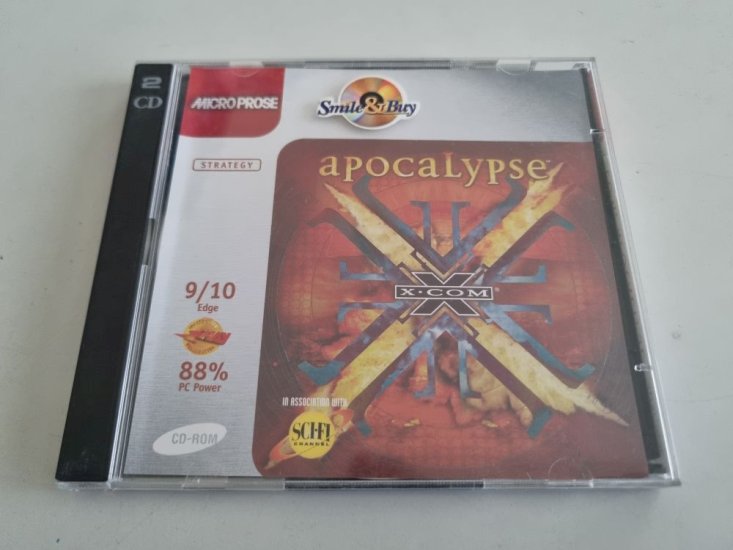 2
CD
MICROPROSE
Smile & Buy
STRATEGY
apocalypse™
X·COM®
9/10
Edge
88%
PC Power
IN ASSOCIATION WITH
SCI-FI
CHANNEL
CD-ROM